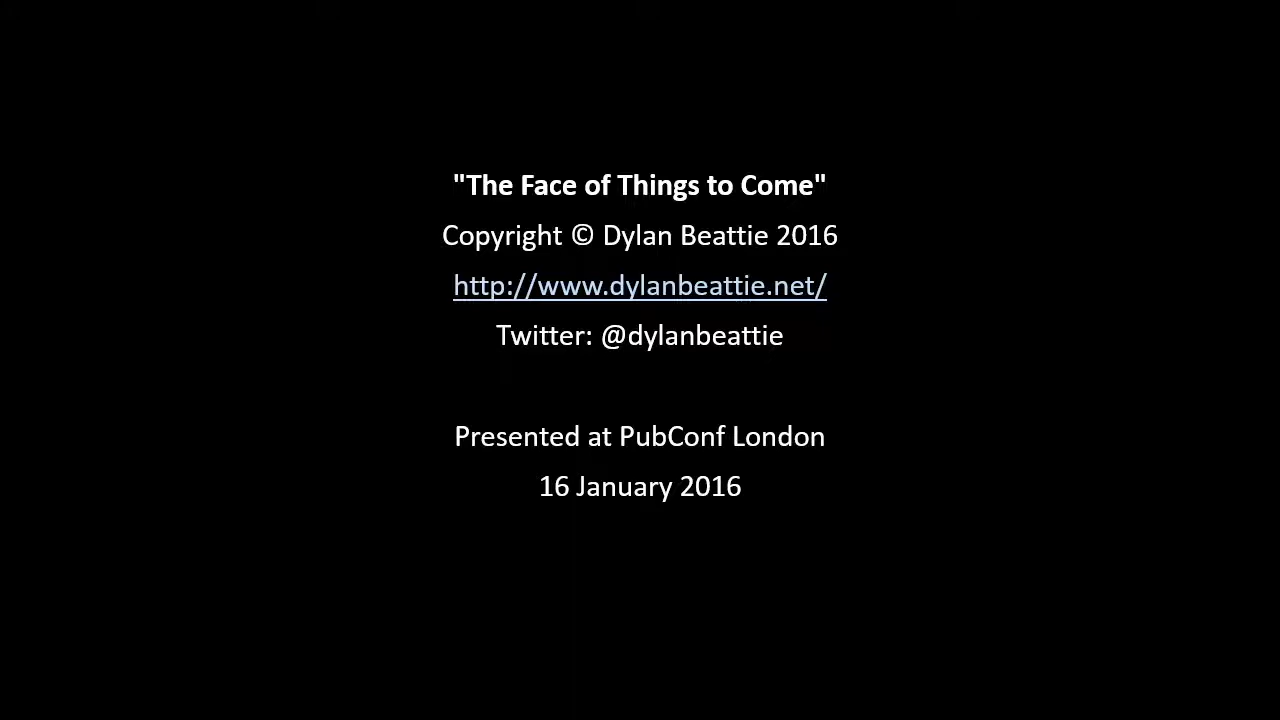 "The Face of Things to Come"
Copyright © Dylan Beattie 2016
http://www.dylanbeattie.net/
Twitter: @dylanbeattie
Presented at PubConf London
16 January 2016